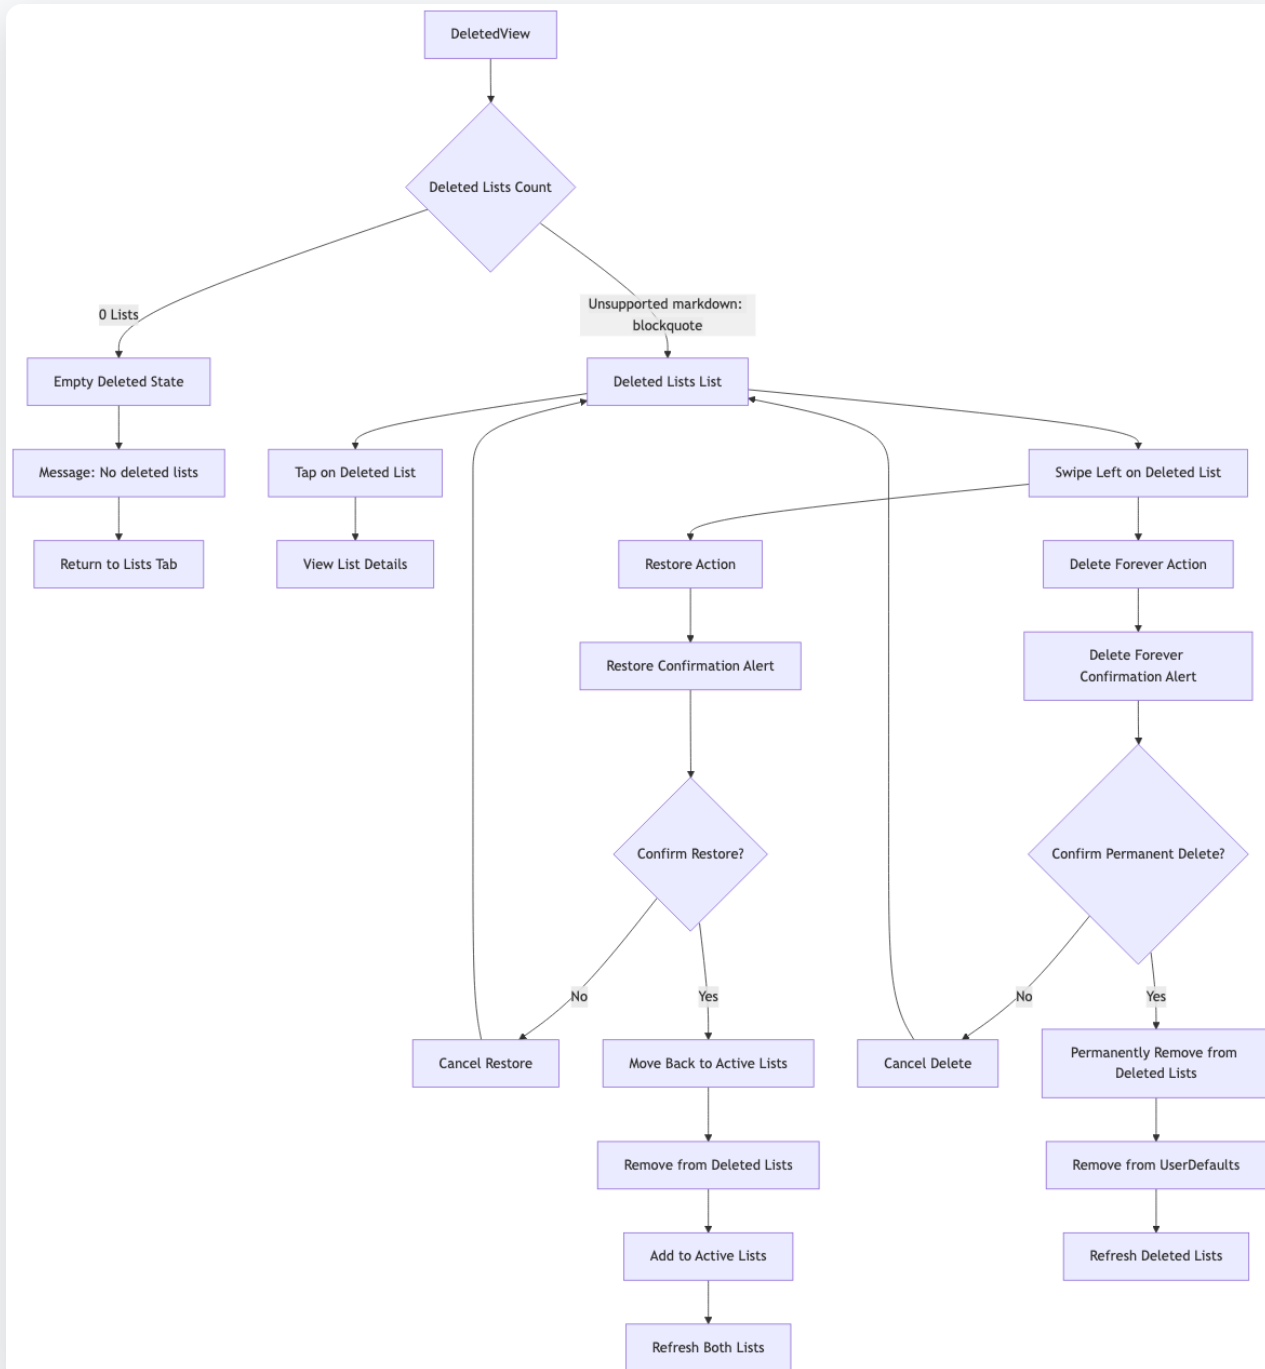 DeletedView
Deleted Lists Count
0 Lists
Unsupported markdown:
blockquote
Empty Deleted State
Deleted Lists List
Message: No deleted lists
Tap on Deleted List
Swipe Left on Deleted List
Return to Lists Tab
View List Details
Restore Action
Delete Forever Action
Restore Confirmation Alert
Delete Forever
Confirmation Alert
Confirm Restore?
Confirm Permanent Delete?
No
Yes
No
Yes
Cancel Restore
Move Back to Active Lists
Cancel Delete
Permanently Remove from
Deleted Lists
Remove from Deleted Lists
Remove from UserDefaults
Add to Active Lists
Refresh Deleted Lists
Refresh Both Lists